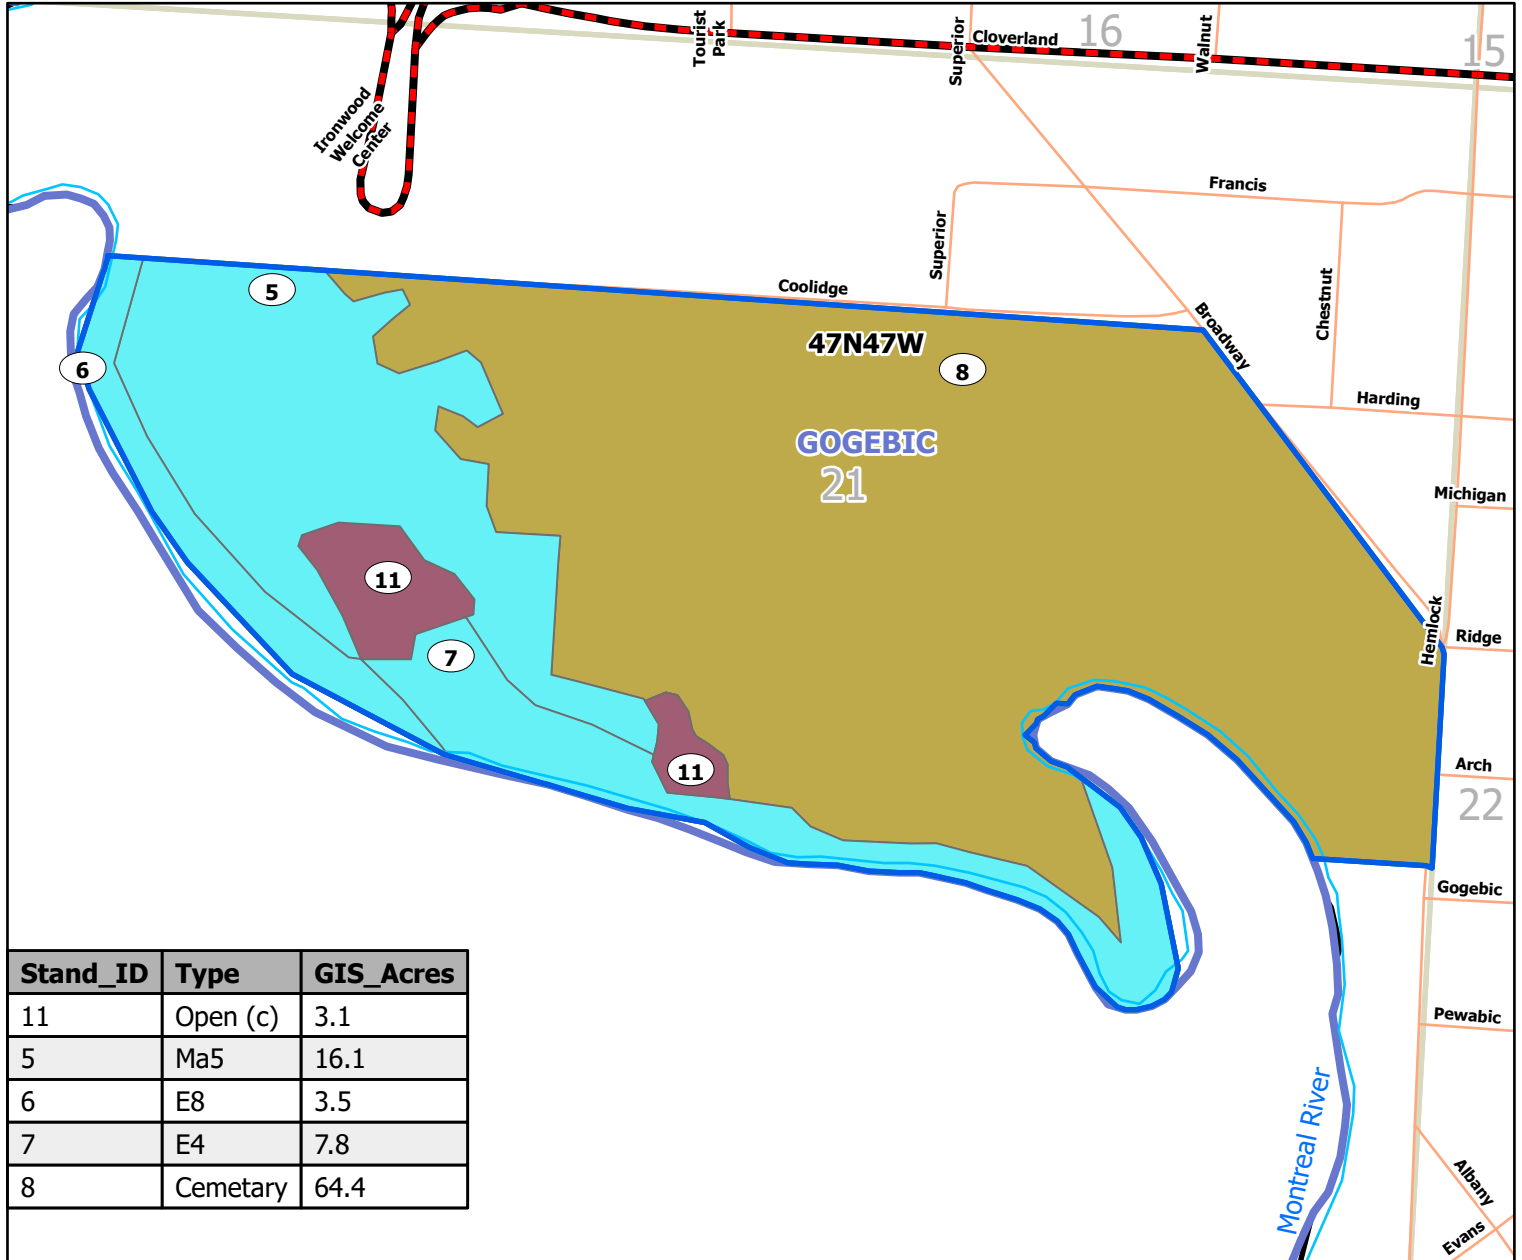 Tourist
Park
Superior
Cloverland
16
Walnut
15
Ironwood
Welcome
Center
Francis
Superior
Coolidge
Chestnut
Broadway
5
47N47W
6
8
Harding
GOGEBIC
21
Michigan
11
Hemlock
Ridge
7
11
Arch
22
Gogebic
Pewabic
Montreal River
Albany
Evans
Stand_ID Type GIS_Acres
11 Open (c) 3.1
5 Ma5 16.1
6 E8 3.5
7 E4 7.8
8 Cemetary 64.4